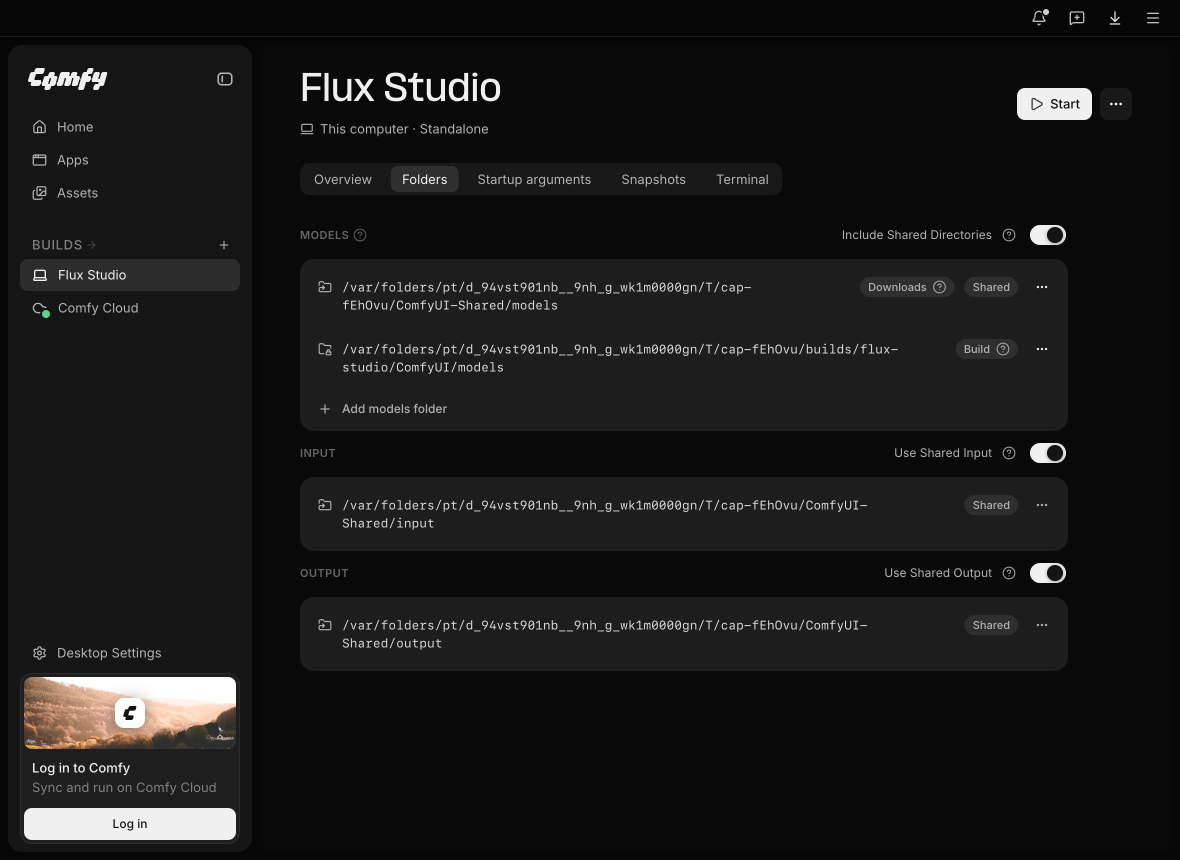 Comfy
Home
Apps
Assets
BUILDS
Flux Studio
Comfy Cloud
Desktop Settings
Log in to Comfy
Sync and run on Comfy Cloud
Log in
Flux Studio
This computer · Standalone
Start
Overview
Folders
Startup arguments
Snapshots
Terminal
MODELS
Include Shared Directories
/var/folders/pt/d_94vst901nb__9nh_g_wk1m0000gn/T/cap-
fEhOvu/ComfyUI-Shared/models
Downloads
Shared
/var/folders/pt/d_94vst901nb__9nh_g_wk1m0000gn/T/cap-fEhOvu/builds/flux-
studio/ComfyUI/models
Build
Add models folder
INPUT
Use Shared Input
/var/folders/pt/d_94vst901nb__9nh_g_wk1m0000gn/T/cap-fEhOvu/ComfyUI-
Shared/input
Shared
OUTPUT
Use Shared Output
/var/folders/pt/d_94vst901nb__9nh_g_wk1m0000gn/T/cap-fEhOvu/ComfyUI-
Shared/output
Shared